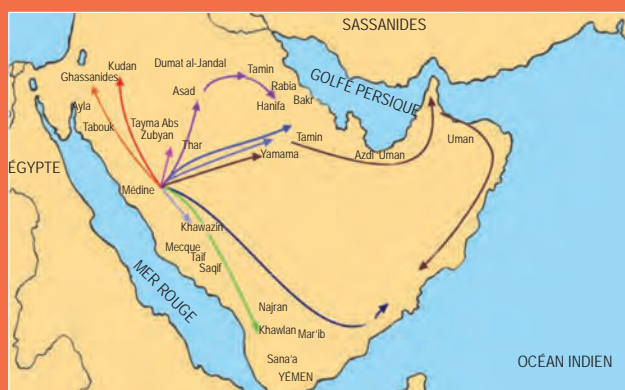 SASSANIDES
Kudan
Dumat al-Jandal
Tamin
Ghassanides
GOLFE PERSIQUE
Asad
Rabia
Bakr
Hanifa
Ayla
Tabouk
Tayma Abs
Zubyan
Thar
Tamin
Uman
Yamama
Azdi Uman
ÉGYPTE
Médine
Khawazin
Mecque
Taif
Saqif
MER ROUGE
Najran
Khawlan
Mar'ib
Sana'a
YÉMEN
OCÉAN INDIEN